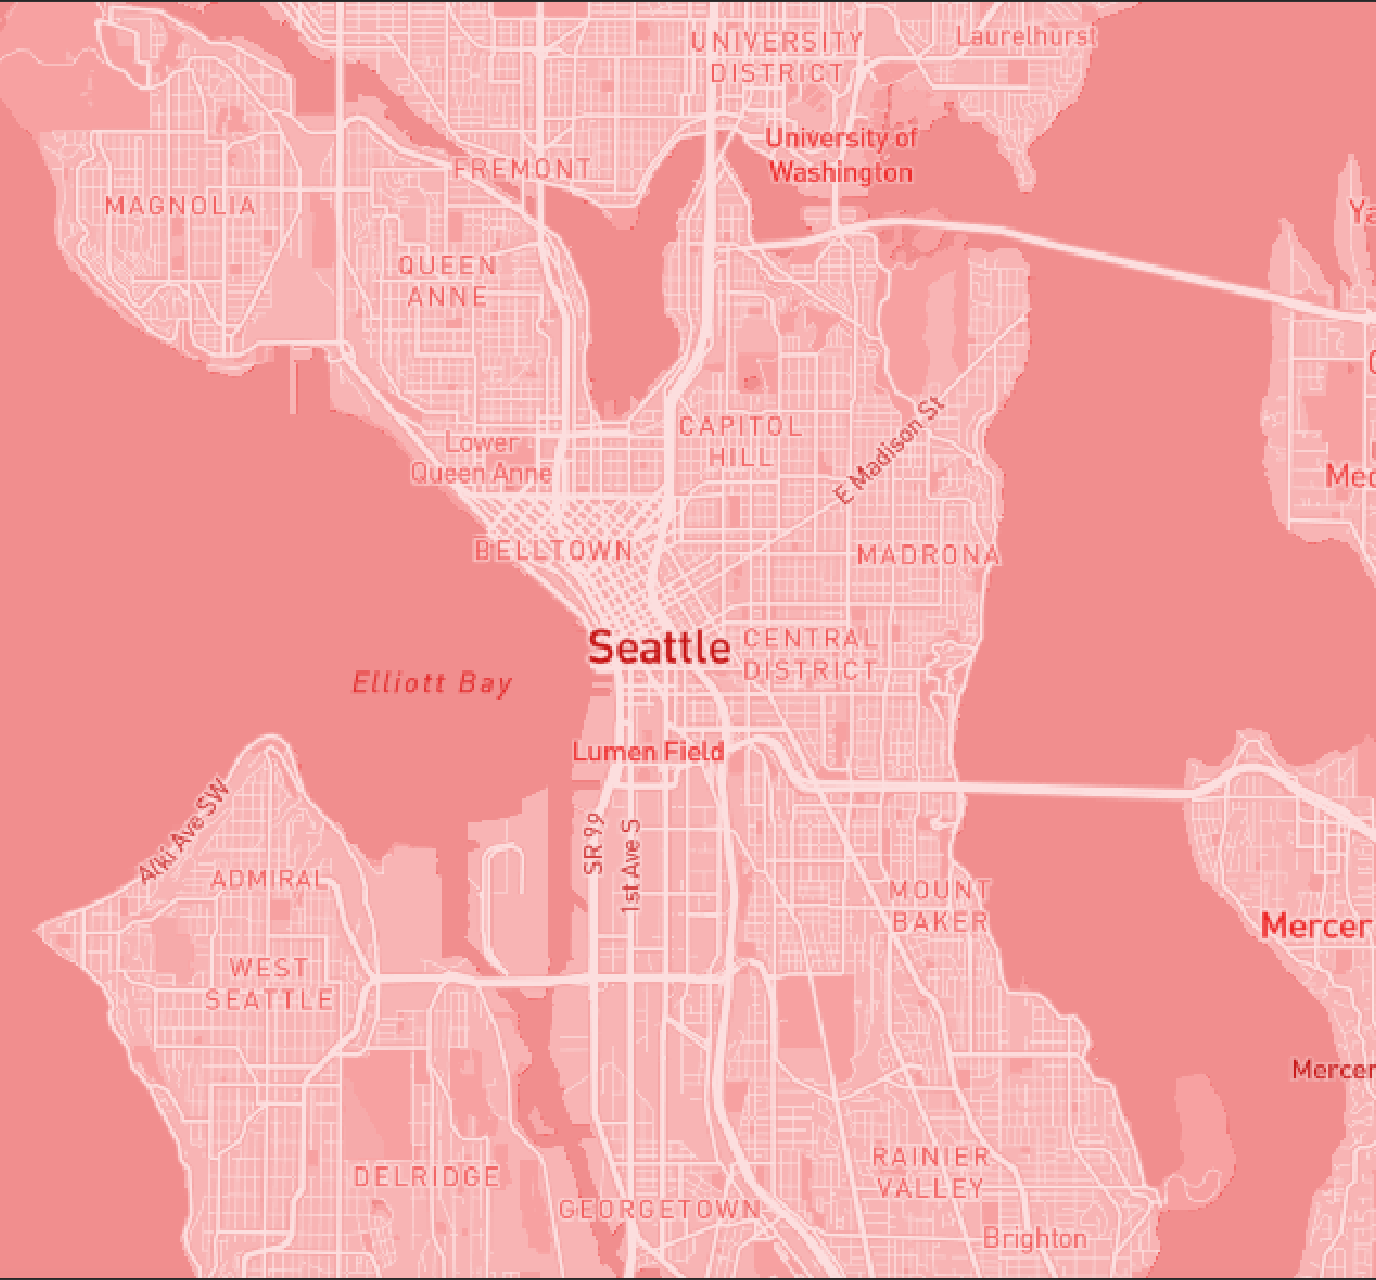 UNIVERSITY
DISTRICT
Laurelhurst
University of
Washington
FREMONT
MAGNOLIA
QUEEN
ANNE
Lower
Queen Anne
CAPITOL
HILL
E Madison St
BELLTOWN
MADRONA
Seattle
CENTRAL
DISTRICT
Elliott Bay
Lumen Field
Alki Ave SW
SR 99
1st Ave S
ADMIRAL
MOUNT
BAKER
Mercer
WEST
SEATTLE
Mercer
DELRIDGE
RAINIER
VALLEY
GEORGETOWN
Brighton